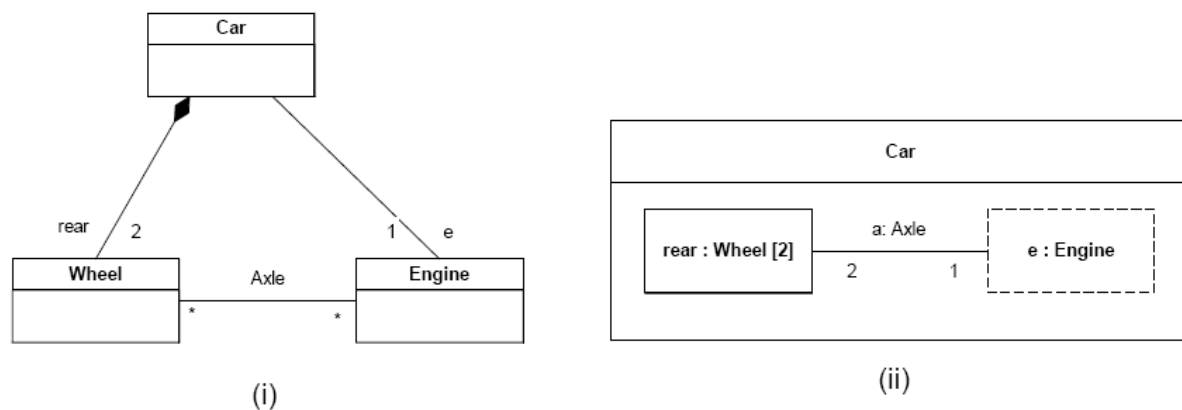 Car
rear 2 1 e
Wheel Axle Engine
* *
(i)
Car
rear : Wheel [2] a: Axle e : Engine
2 1
(ii)